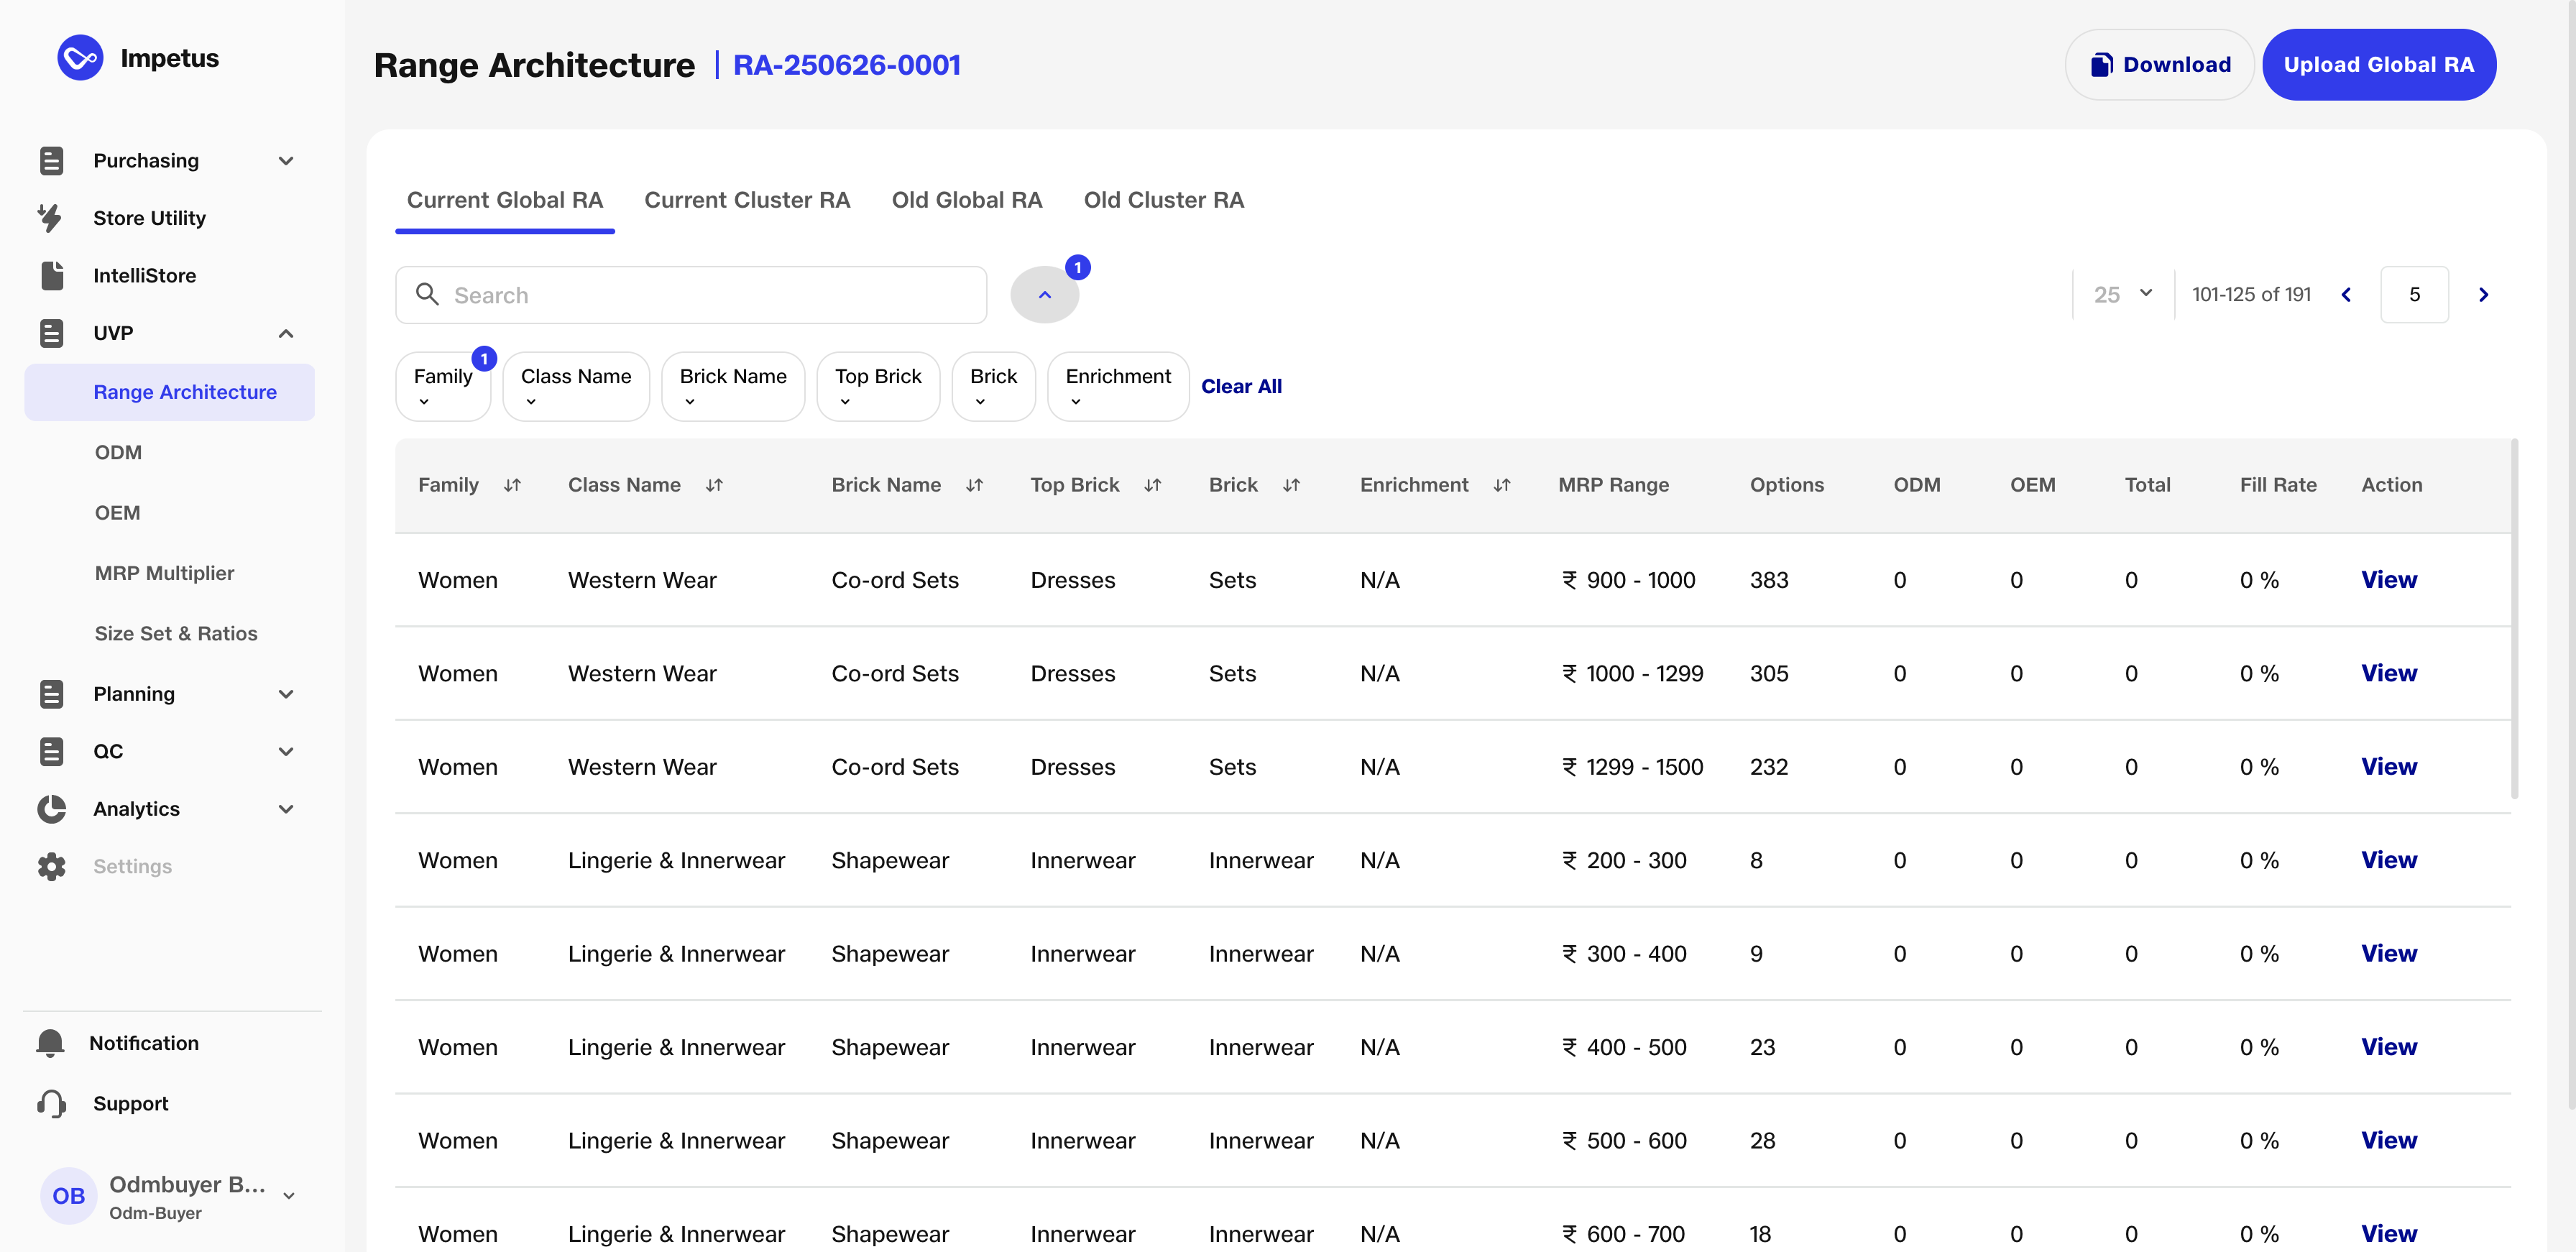 Impetus
Purchasing
Store Utility
IntelliStore
UVP
Range Architecture
ODM
OEM
MRP Multiplier
Size Set & Ratios
Planning
QC
Analytics
Settings
Notification
Support
OB
Odmbuyer B...
Odm-Buyer
Range Architecture | RA-250626-0001
Download
Upload Global RA
Current Global RA Current Cluster RA Old Global RA Old Cluster RA
Search
1
25
101-125 of 191
5
Family 1 Class Name Brick Name Top Brick Brick Enrichment Clear All
Family Class Name Brick Name Top Brick Brick Enrichment MRP Range Options ODM OEM Total Fill Rate Action
Women Western Wear Co-ord Sets Dresses Sets N/A ₹ 900 - 1000 383 0 0 0 0 % View
Women Western Wear Co-ord Sets Dresses Sets N/A ₹ 1000 - 1299 305 0 0 0 0 % View
Women Western Wear Co-ord Sets Dresses Sets N/A ₹ 1299 - 1500 232 0 0 0 0 % View
Women Lingerie & Innerwear Shapewear Innerwear Innerwear N/A ₹ 200 - 300 8 0 0 0 0 % View
Women Lingerie & Innerwear Shapewear Innerwear Innerwear N/A ₹ 300 - 400 9 0 0 0 0 % View
Women Lingerie & Innerwear Shapewear Innerwear Innerwear N/A ₹ 400 - 500 23 0 0 0 0 % View
Women Lingerie & Innerwear Shapewear Innerwear Innerwear N/A ₹ 500 - 600 28 0 0 0 0 % View
Women Lingerie & Innerwear Shapewear Innerwear Innerwear N/A ₹ 600 - 700 18 0 0 0 0 % View